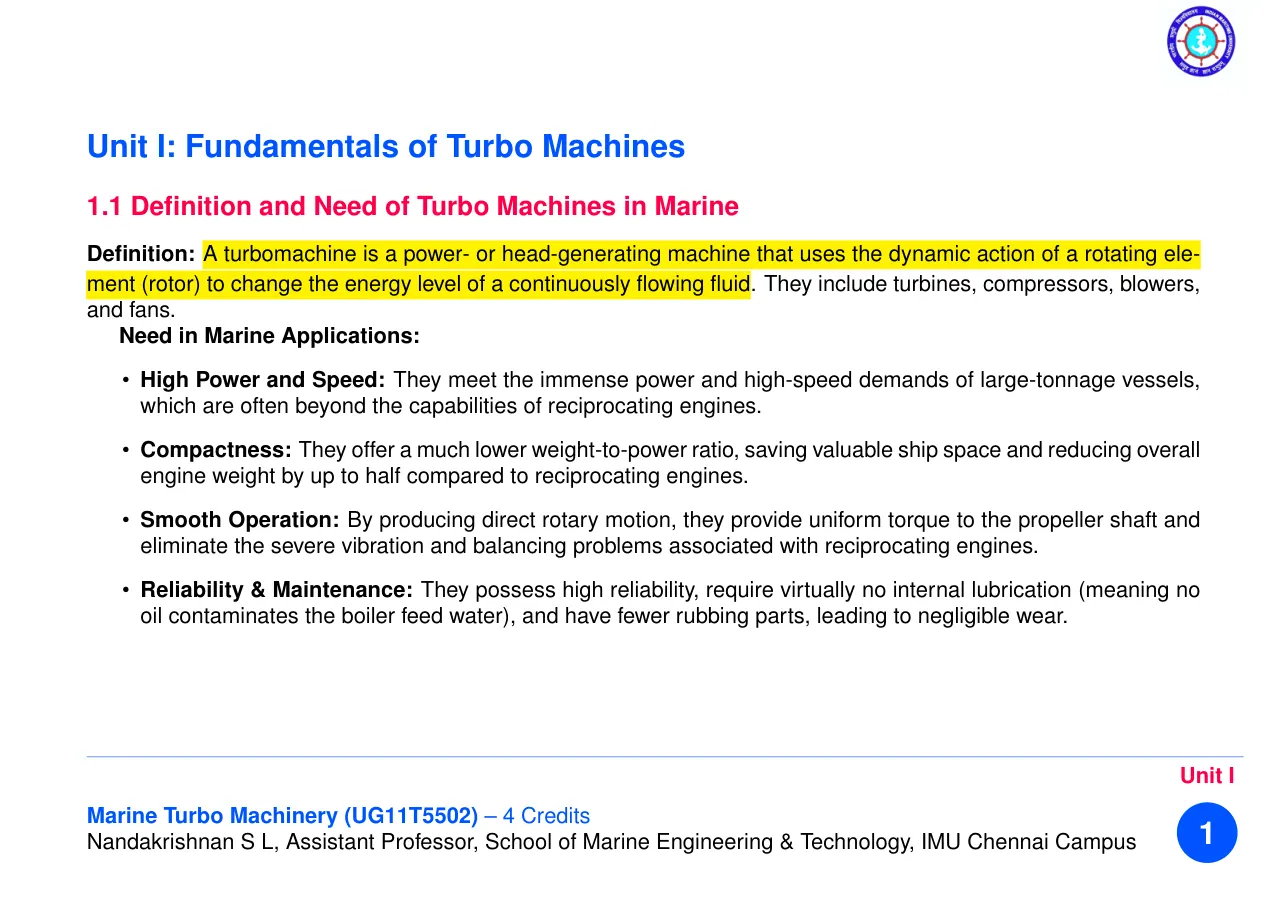 Unit I: Fundamentals of Turbo Machines
1.1 Definition and Need of Turbo Machines in Marine
Definition: A turbomachine is a power- or head-generating machine that uses the dynamic action of a rotating ele-
ment (rotor) to change the energy level of a continuously flowing fluid. They include turbines, compressors, blowers,
and fans.
Need in Marine Applications:
• High Power and Speed: They meet the immense power and high-speed demands of large-tonnage vessels,
which are often beyond the capabilities of reciprocating engines.
• Compactness: They offer a much lower weight-to-power ratio, saving valuable ship space and reducing overall
engine weight by up to half compared to reciprocating engines.
• Smooth Operation: By producing direct rotary motion, they provide uniform torque to the propeller shaft and
eliminate the severe vibration and balancing problems associated with reciprocating engines.
• Reliability & Maintenance: They possess high reliability, require virtually no internal lubrication (meaning no
oil contaminates the boiler feed water), and have fewer rubbing parts, leading to negligible wear.
Unit I
Marine Turbo Machinery (UG11T5502) – 4 Credits
Nandakrishnan S L, Assistant Professor, School of Marine Engineering & Technology, IMU Chennai Campus
1